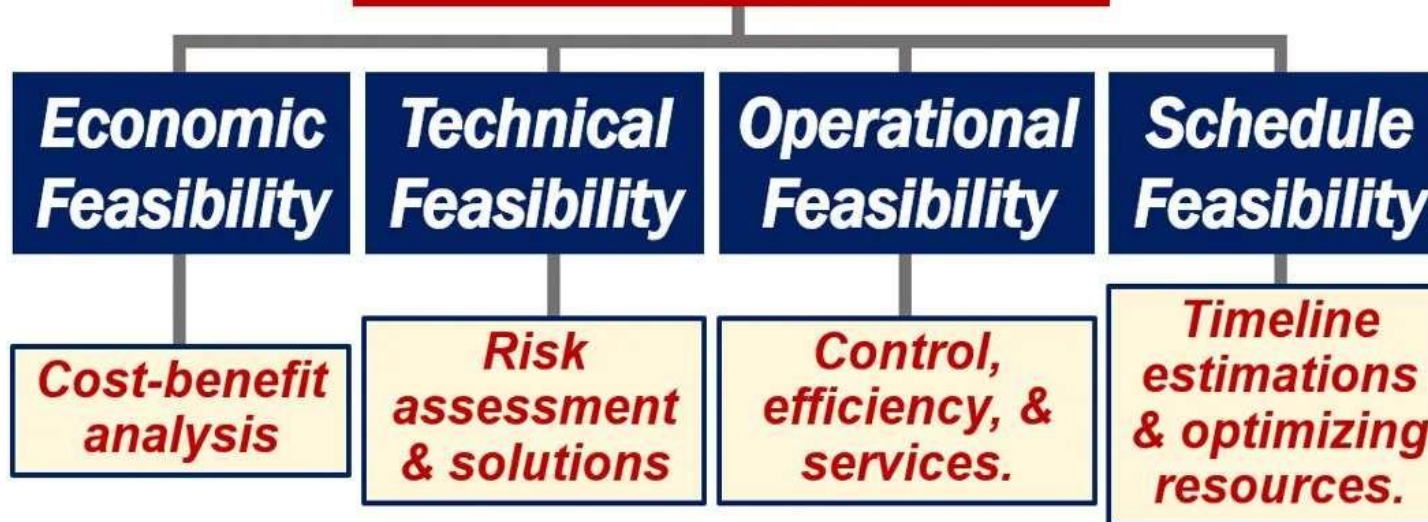 Economic
Feasibility
Technical
Feasibility
Operational
Feasibility
Schedule
Feasibility
Cost-benefit
analysis
Risk
assessment
& solutions
Control,
efficiency, &
services.
Timeline
estimations
& optimizing
resources.